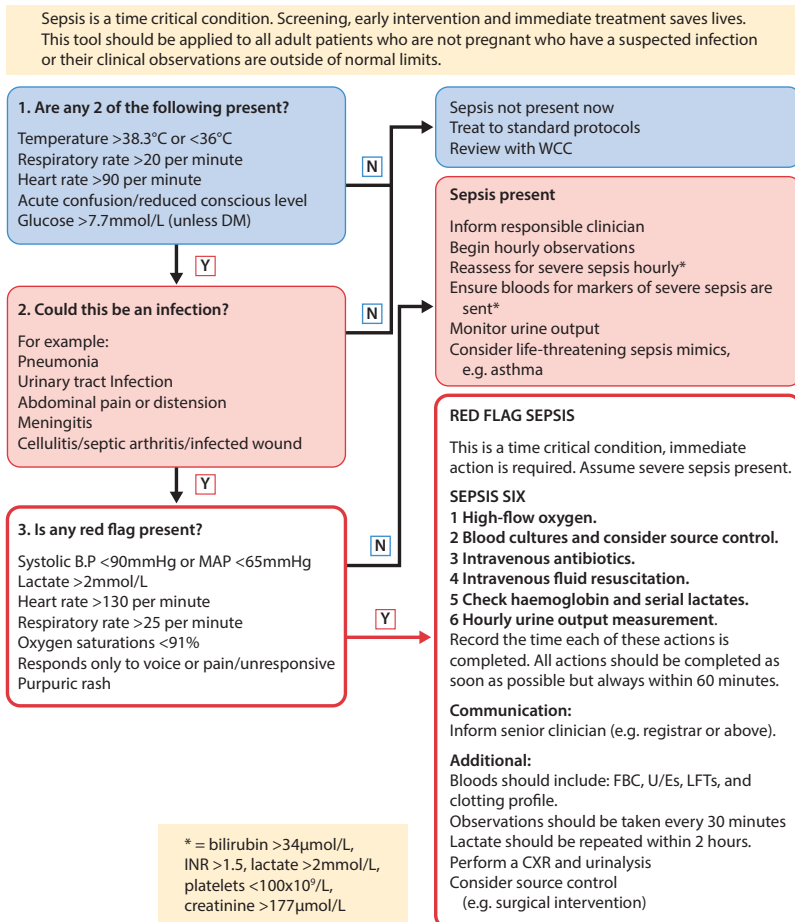 Sepsis is a time critical condition. Screening, early intervention and immediate treatment saves lives.
This tool should be applied to all adult patients who are not pregnant who have a suspected infection
or their clinical observations are outside of normal limits.
1. Are any 2 of the following present?
Temperature >38.3°C or <36°C
Respiratory rate >20 per minute
Heart rate >90 per minute
Acute confusion/reduced conscious level
Glucose >7.7mmol/L (unless DM)
N
Sepsis not present now
Treat to standard protocols
Review with WCC
Y
2. Could this be an infection?
For example:
Pneumonia
Urinary tract Infection
Abdominal pain or distension
Meningitis
Cellulitis/septic arthritis/infected wound
N
Sepsis present
Inform responsible clinician
Begin hourly observations
Reassess for severe sepsis hourly*
Ensure bloods for markers of severe sepsis are
sent*
Monitor urine output
Consider life-threatening sepsis mimics,
e.g. asthma
Y
3. Is any red flag present?
Systolic B.P <90mmHg or MAP <65mmHg
Lactate >2mmol/L
Heart rate >130 per minute
Respiratory rate >25 per minute
Oxygen saturations <91%
Responds only to voice or pain/unresponsive
Purpuric rash
N
Y
RED FLAG SEPSIS
This is a time critical condition, immediate
action is required. Assume severe sepsis present.
SEPSIS SIX
1 High-flow oxygen.
2 Blood cultures and consider source control.
3 Intravenous antibiotics.
4 Intravenous fluid resuscitation.
5 Check haemoglobin and serial lactates.
6 Hourly urine output measurement.
Record the time each of these actions is
completed. All actions should be completed as
soon as possible but always within 60 minutes.
Communication:
Inform senior clinician (e.g. registrar or above).
Additional:
Bloods should include: FBC, U/Es, LFTs, and
clotting profile.
Observations should be taken every 30 minutes
Lactate should be repeated within 2 hours.
Perform a CXR and urinalysis
Consider source control
(e.g. surgical intervention)
* = bilirubin >34μmol/L,
INR >1.5, lactate >2mmol/L,
platelets <100x10⁹/L,
creatinine >177μmol/L